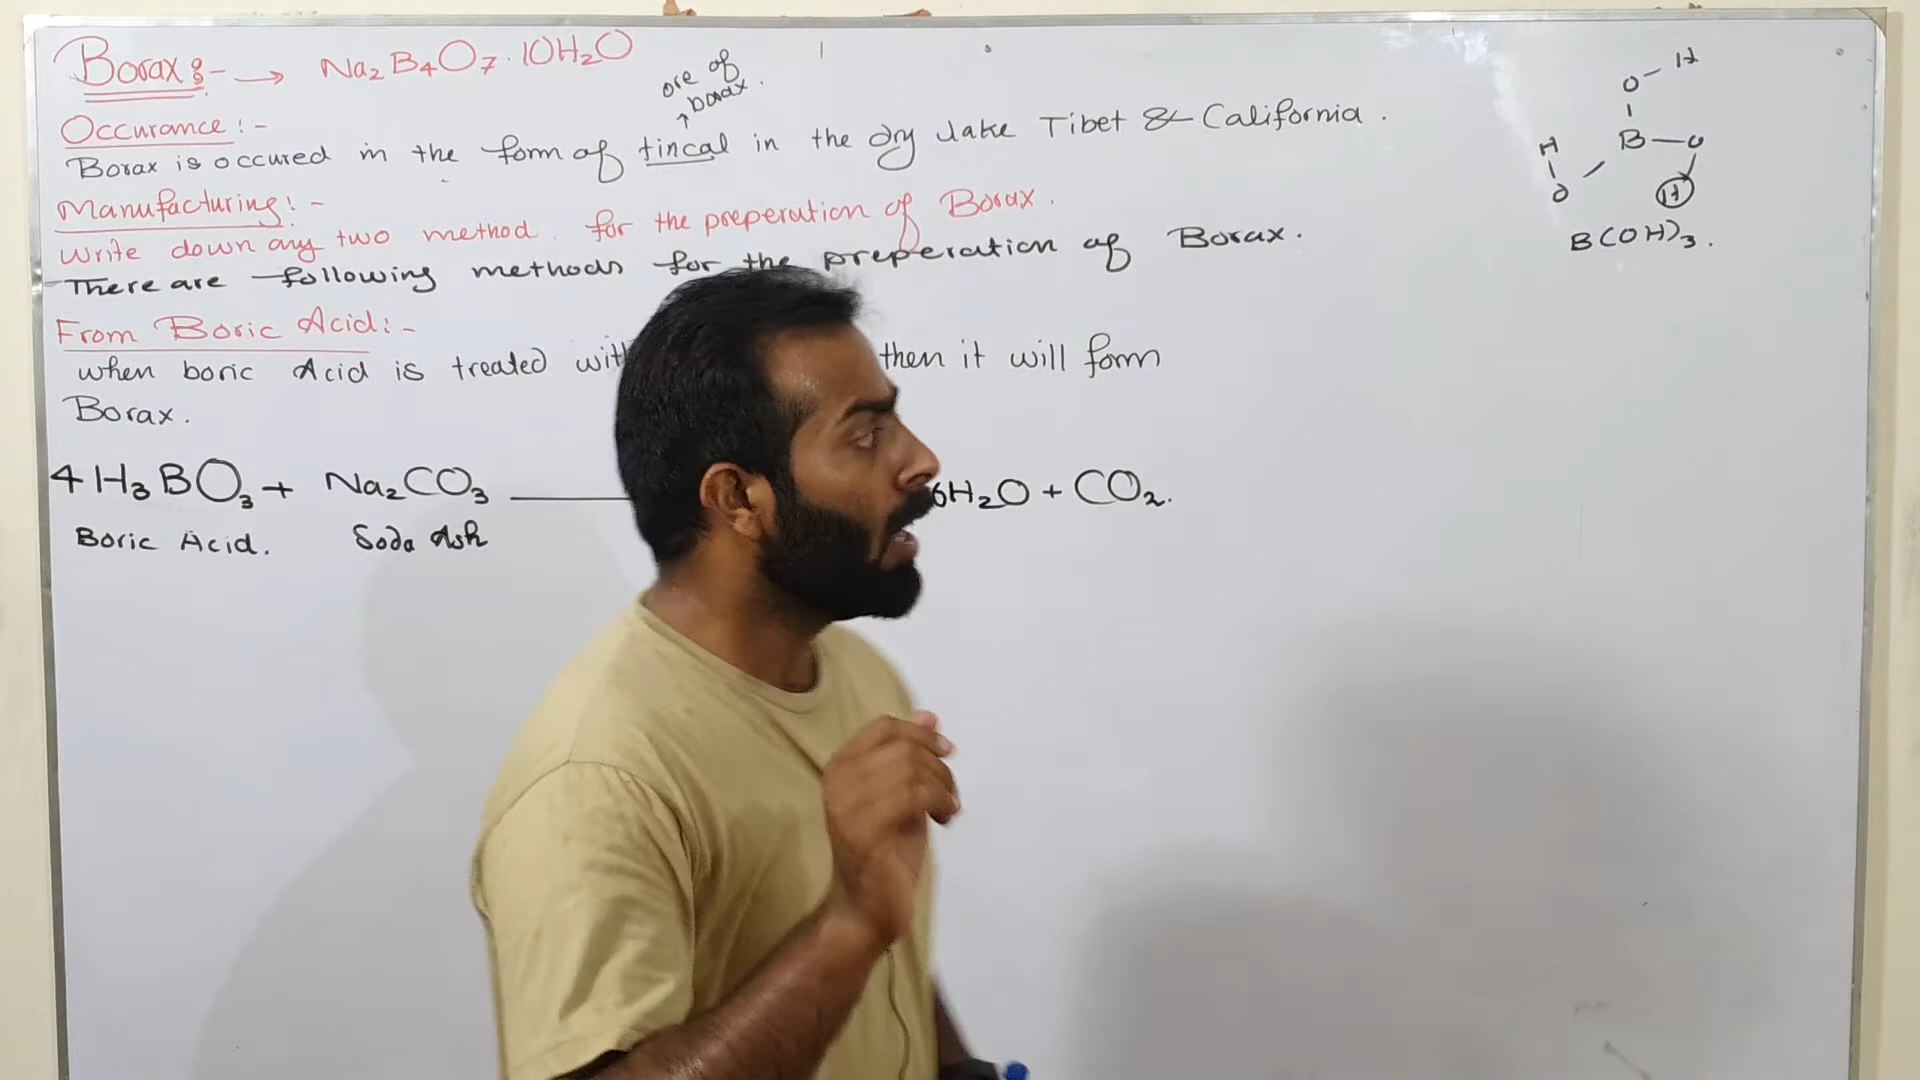 Borax :- → Na₂B₄O₇·10H₂O
ore of
borax.
Occurance :-
Borax is occured in the form of tincal in the dry lake Tibet & California.
Manufacturing :-
Write down any two method for the preperation of Borax.
There are following methods for the preperation of Borax.
From Boric Acid :-
when boric Acid is treated with then it will form
Borax.
4H₃BO₃ + Na₂CO₃ 6H₂O + CO₂.
Boric Acid. Soda Ash
O - H
H B - O
O H
B(OH)₃.